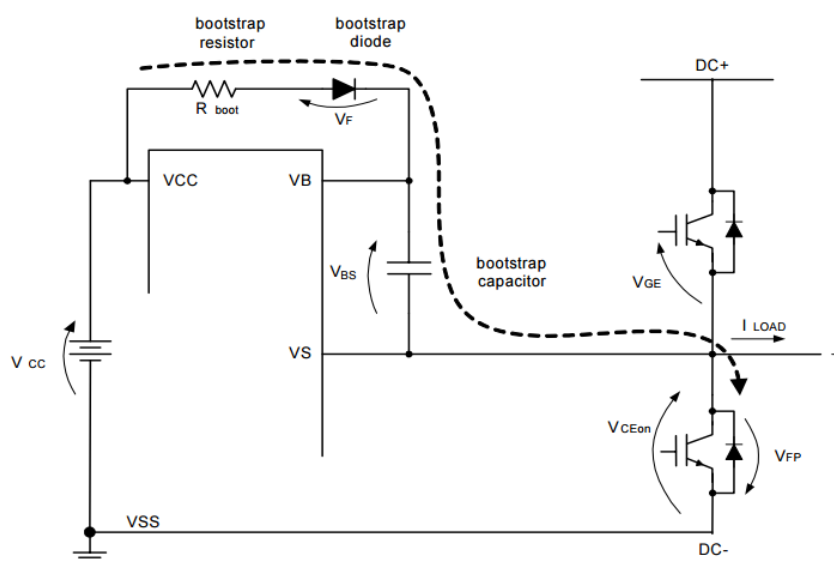 bootstrap
resistor
bootstrap
diode
DC+
R boot
VF
VCC
VB
VBS
bootstrap
capacitor
VGE
I LOAD
V CC
VS
VCEon
VFP
VSS
DC-